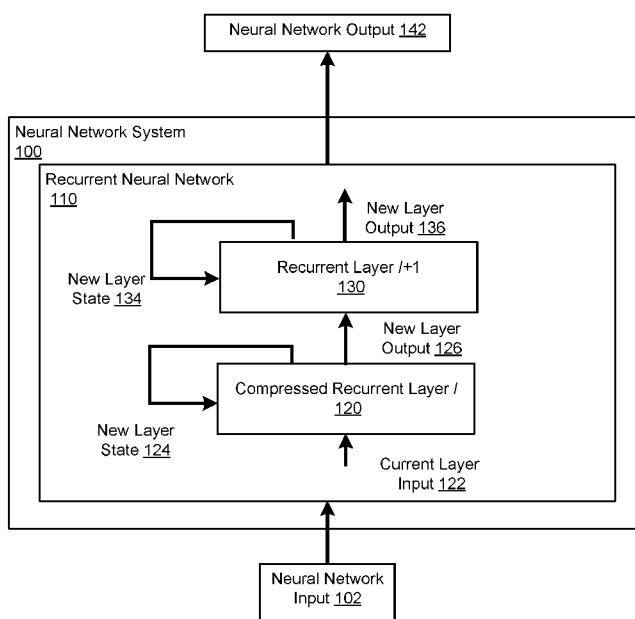 Neural Network Output 142
Neural Network System
100
Recurrent Neural Network
110
New Layer
Output 136
Recurrent Layer l+1
130
New Layer
State 134
New Layer
Output 126
Compressed Recurrent Layer l
120
New Layer
State 124
Current Layer
Input 122
Neural Network
Input 102